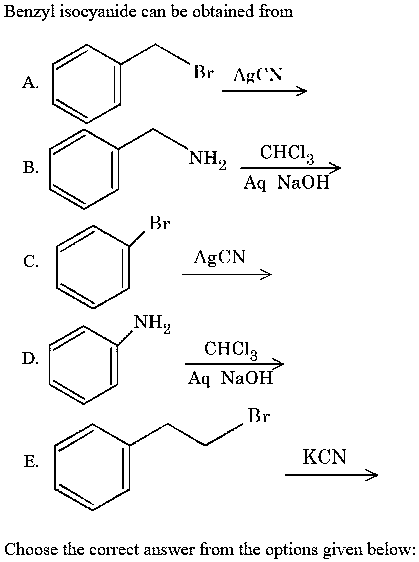 Benzyl isocyanide can be obtained from
A.
Br
AgCN
B.
NH₂
CHCl₃
Aq NaOH
C.
Br
AgCN
D.
NH₂
CHCl₃
Aq NaOH
E.
Br
KCN
Choose the correct answer from the options given below: